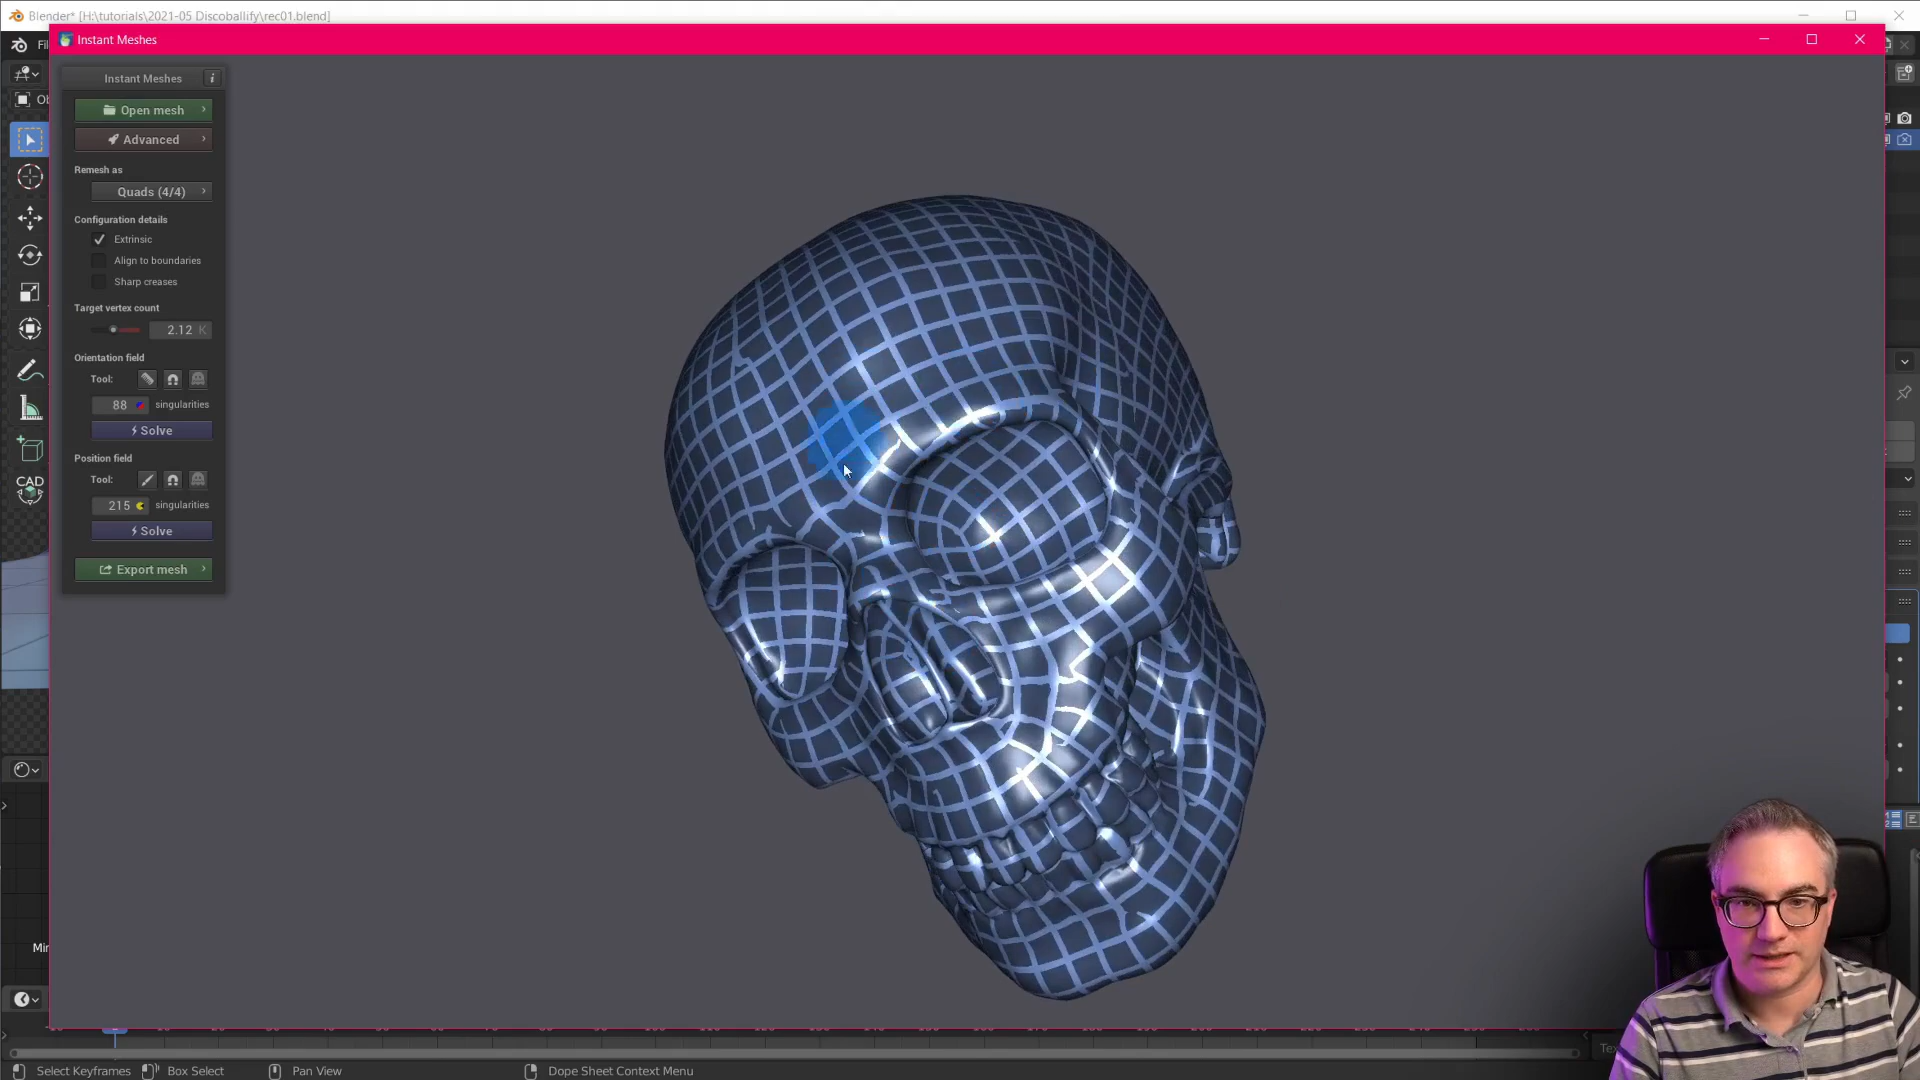 Blender* [H:\tutorials\2021-05 Discoballify\rec01.blend]
Instant Meshes
Instant Meshes
Open mesh
Advanced
Remesh as
Quads (4/4)
Configuration details
Extrinsic
Align to boundaries
Sharp creases
Target vertex count
2.12 K
Orientation field
Tool:
88 singularities
Solve
Position field
Tool:
215 singularities
Solve
Export mesh
CAD
Select Keyframes
Box Select
Pan View
Dope Sheet Context Menu